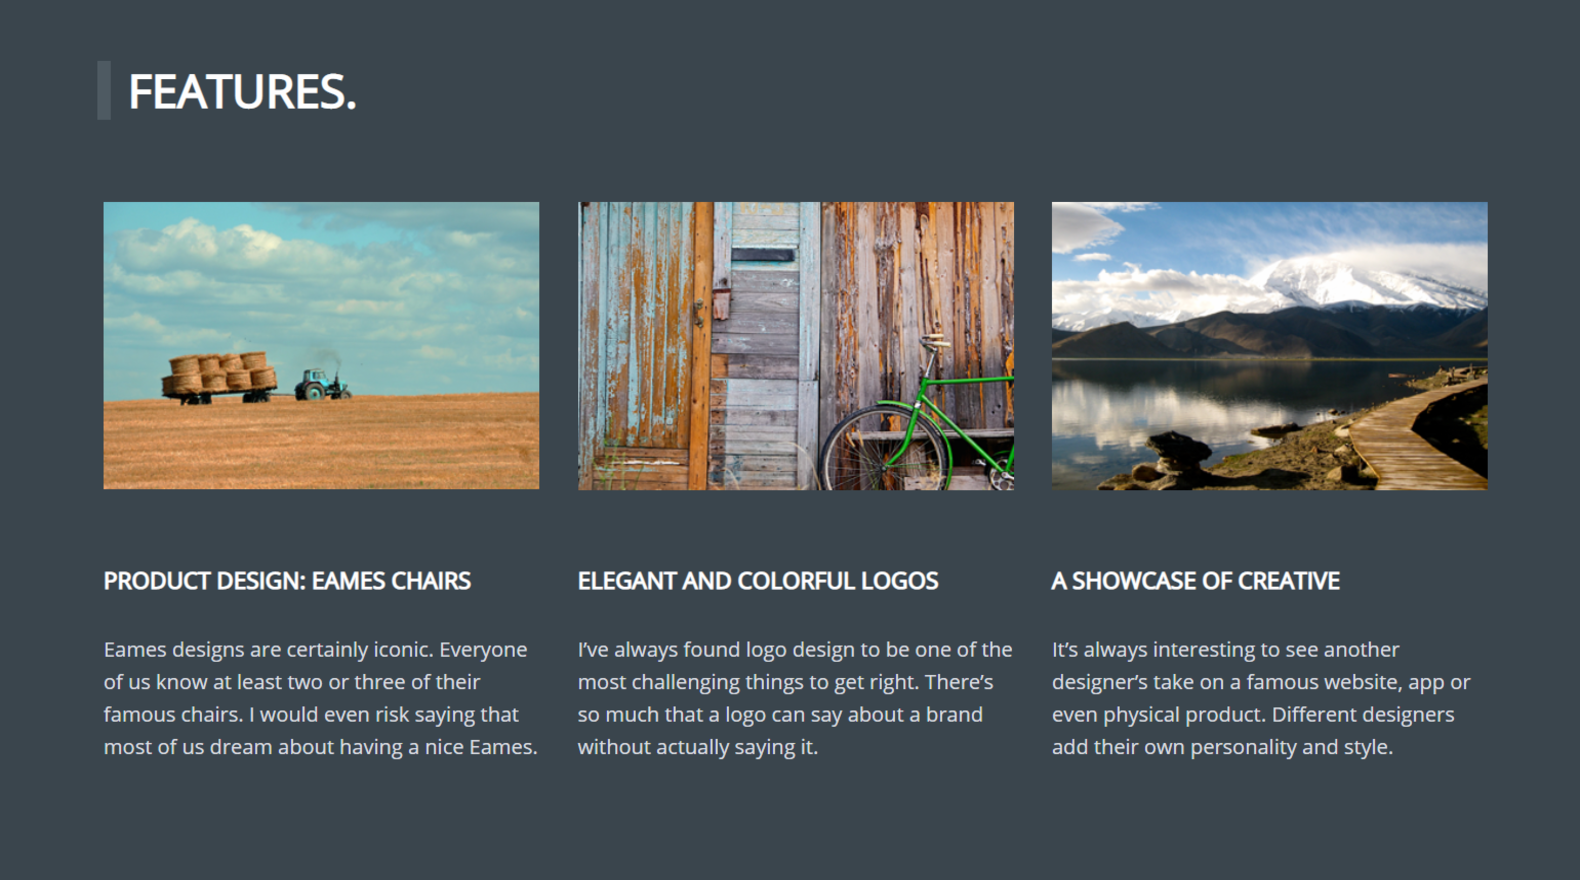 FEATURES.
PRODUCT DESIGN: EAMES CHAIRS
Eames designs are certainly iconic. Everyone
of us know at least two or three of their
famous chairs. I would even risk saying that
most of us dream about having a nice Eames.
ELEGANT AND COLORFUL LOGOS
I’ve always found logo design to be one of the
most challenging things to get right. There’s
so much that a logo can say about a brand
without actually saying it.
A SHOWCASE OF CREATIVE
It’s always interesting to see another
designer’s take on a famous website, app or
even physical product. Different designers
add their own personality and style.